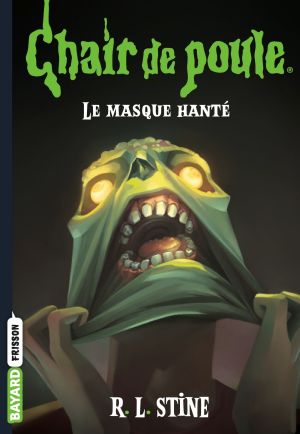 Chair de poule®
Le masque hanté
BAYARD FRISSON
R. L. STINE